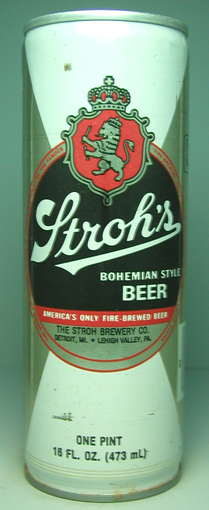 Stroh's
BOHEMIAN STYLE
BEER
AMERICA'S ONLY FIRE-BREWED BEER
THE STROH BREWERY CO.
DETROIT, MI. • LEHIGH VALLEY, PA.
ONE PINT
16 FL. OZ. (473 mL)